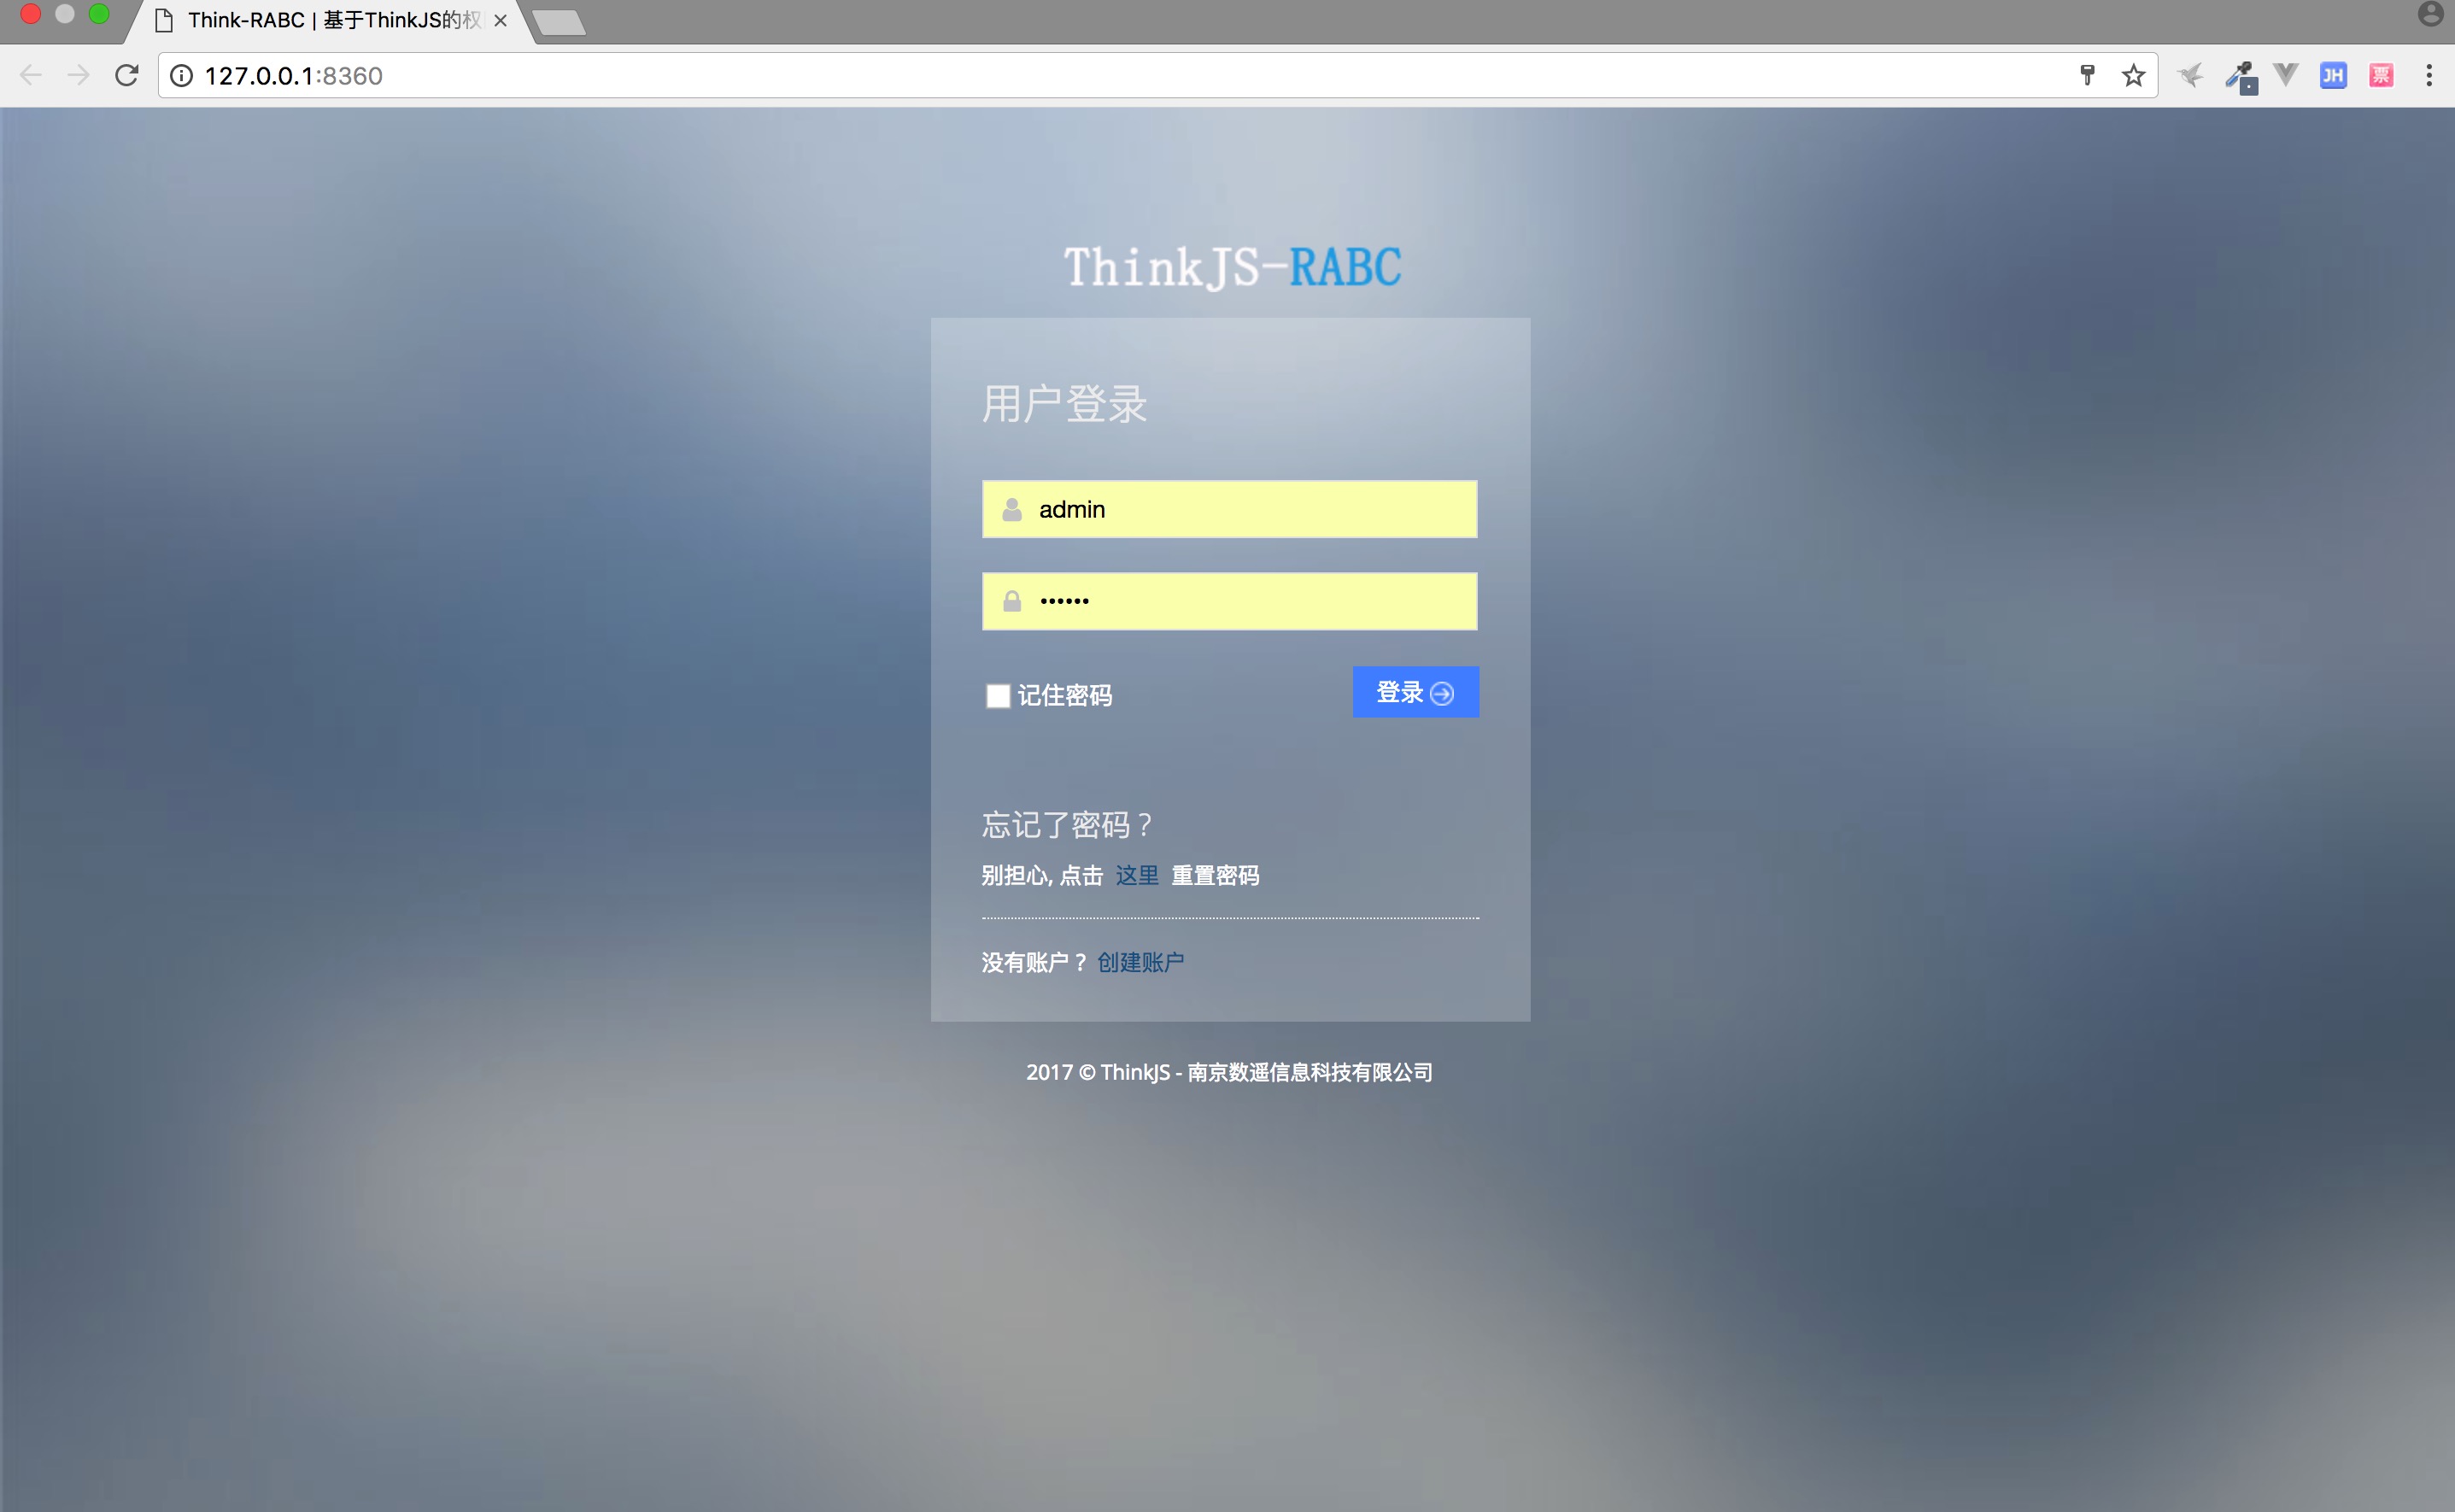 Think-RABC | 基于ThinkJS的权
127.0.0.1:8360
JH
票
ThinkJS-RABC
用户登录
admin
••••••
记住密码
登录
忘记了密码？
别担心, 点击 这里 重置密码
没有账户？ 创建账户
2017 © ThinkJS - 南京数遥信息科技有限公司